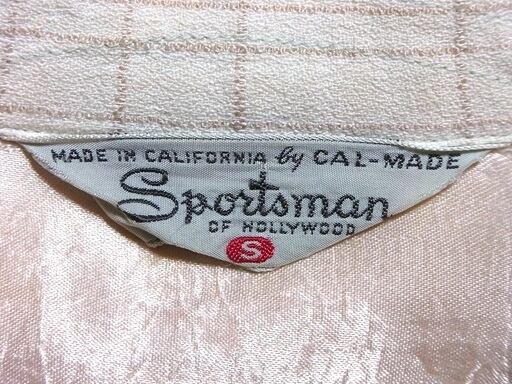 MADE IN CALIFORNIA by CAL-MADE
Sportsman
OF HOLLYWOOD
S